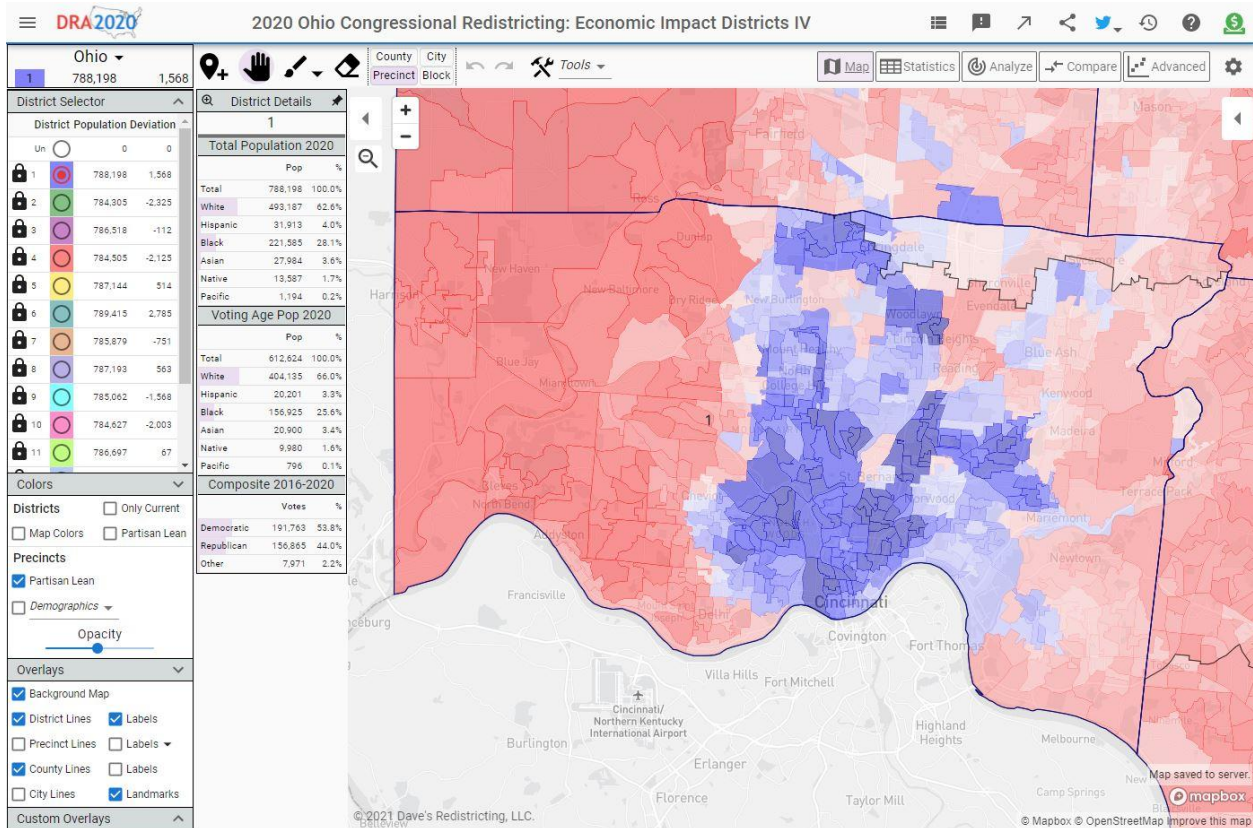 DRA2020
2020 Ohio Congressional Redistricting: Economic Impact Districts IV
Ohio
1 788,198 1,568
County City
Precinct Block
Tools
Map
Statistics
Analyze
Compare
Advanced
District Selector
District Population Deviation
Un 0 0
1 788,198 1,568
2 784,305 -2,325
3 786,518 -112
4 784,505 -2,125
5 787,144 514
6 789,415 2,785
7 785,879 -751
8 787,193 563
9 785,062 -1,568
10 784,627 -2,003
11 786,697 67
Colors
Districts Only Current
Map Colors Partisan Lean
Precincts
Partisan Lean
Demographics
Opacity
Overlays
Background Map
District Lines Labels
Precinct Lines Labels
County Lines Labels
City Lines Landmarks
Custom Overlays
District Details
1
Total Population 2020
Pop %
Total 788,198 100.0%
White 493,187 62.6%
Hispanic 31,913 4.0%
Black 221,585 28.1%
Asian 27,984 3.6%
Native 13,587 1.7%
Pacific 1,194 0.2%
Voting Age Pop 2020
Pop %
Total 612,624 100.0%
White 404,135 66.0%
Hispanic 20,201 3.3%
Black 156,925 25.6%
Asian 20,900 3.4%
Native 9,980 1.6%
Pacific 796 0.1%
Composite 2016-2020
Votes %
Democratic 191,763 53.8%
Republican 156,865 44.0%
Other 7,971 2.2%
+
−
Mason
Fairfield
Ross
Dunlap
New Haven
New Baltimore
Dry Ridge
New Burlington
Woodlawn
Sharonville
Evendale
Lincoln Heights
Blue Jay
Miamitown
Reading
Blue Ash
Kenwood
Madeira
1
Milford
Terrace Park
Cleves
North Bend
Addyston
Cheviot
Norwood
Mariemont
Newtown
Delhi
Cincinnati
Francisville
Covington
Fort Thomas
Villa Hills
Fort Mitchell
Cincinnati/
Northern Kentucky
International Airport
Highland
Heights
Burlington
Melbourne
Erlanger
Camp Springs
Florence
Taylor Mill
Map saved to server.
mapbox
© 2021 Dave's Redistricting, LLC.
© Mapbox © OpenStreetMap Improve this map